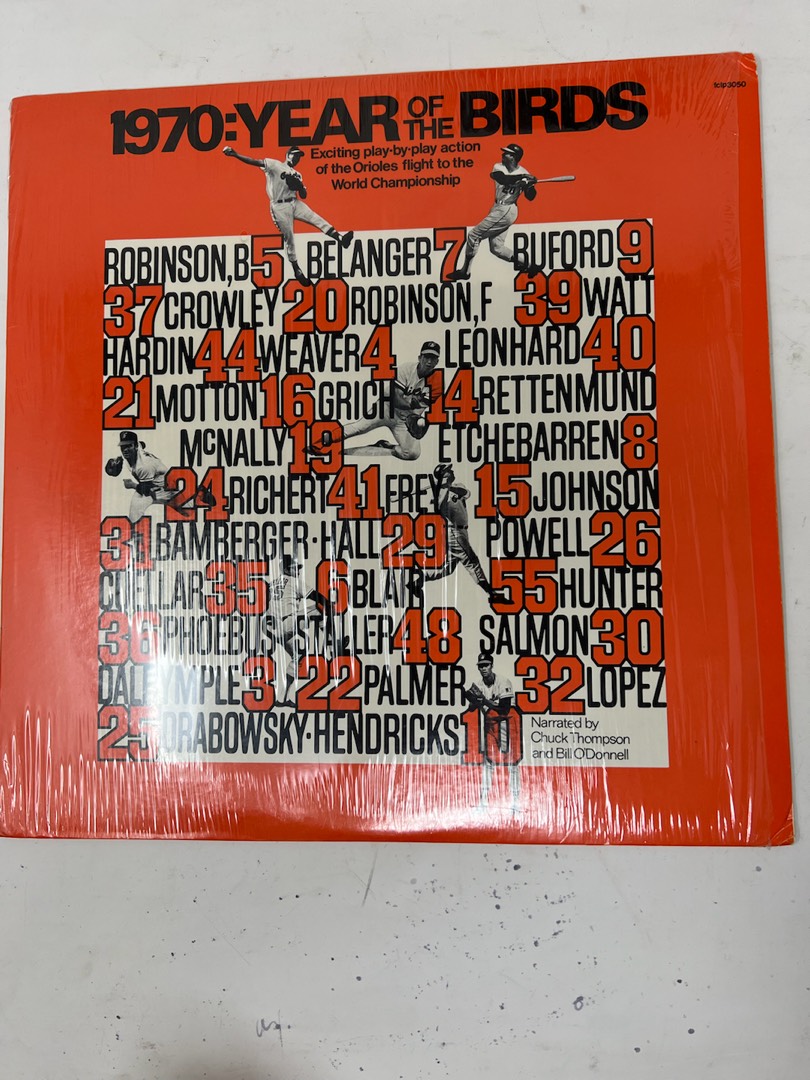 tclp3050
1970:YEAR OF THE BIRDS
Exciting play-by-play action
of the Orioles flight to the
World Championship
ROBINSON,B 5 BELANGER 7 BUFORD 9
37 CROWLEY 20 ROBINSON,F 39 WATT
HARDIN 44 WEAVER 4 LEONHARD 40
21 MOTTON 16 GRICH 14 RETTENMUND
McNALLY 19 ETCHEBARREN 8
24 RICHERT 41 FREY 15 JOHNSON
31 BAMBERGER·HALL 29 POWELL 26
CUELLAR 35 6 BLAIR 55 HUNTER
36 PHOEBUS STALLER 48 SALMON 30
DALRYMPLE 3 22 PALMER 32 LOPEZ
25 DRABOWSKY·HENDRICKS 10
Narrated by
Chuck Thompson
and Bill O'Donnell